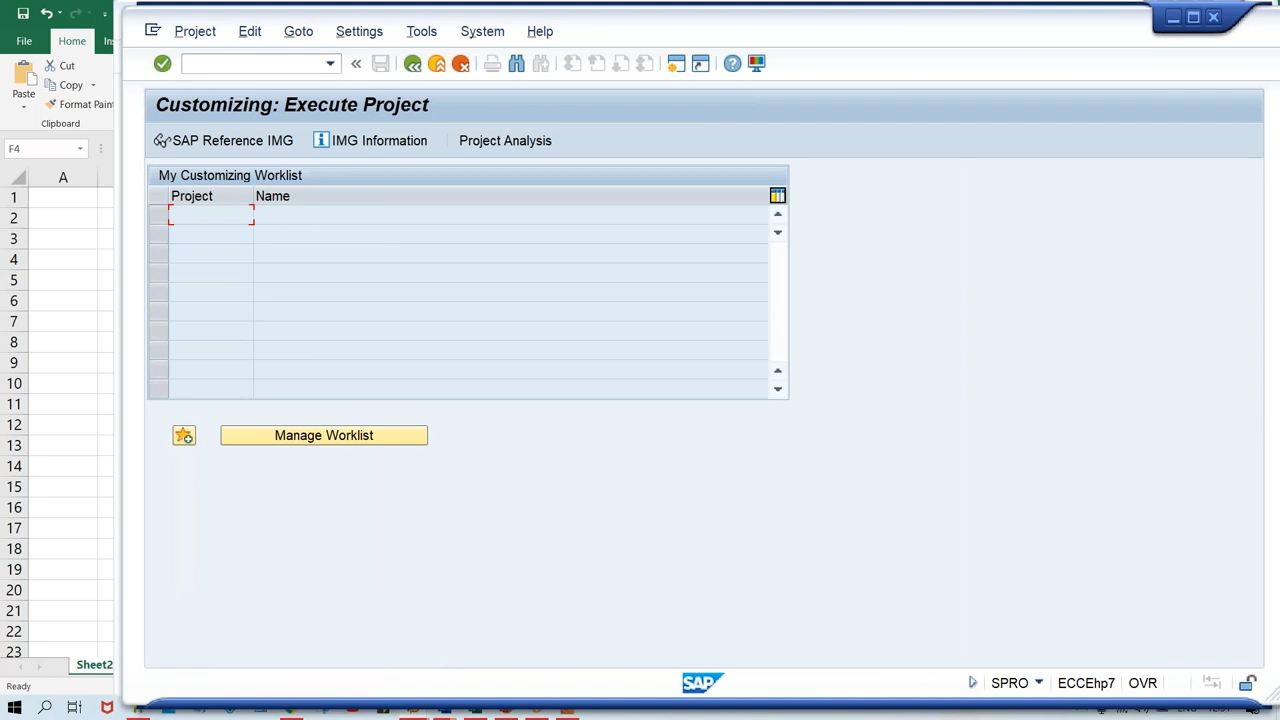 File
Home
In
Cut
Copy
Paste
Format Pain
Clipboard
F4
A
1
2
3
4
5
6
7
8
9
10
11
12
13
14
15
16
17
18
19
20
21
22
23
Sheet2
Ready
Project Edit Goto Settings Tools System Help
Customizing: Execute Project
SAP Reference IMG IMG Information Project Analysis
My Customizing Worklist
Project Name
Manage Worklist
SAP
SPRO ECCEhp7 OVR